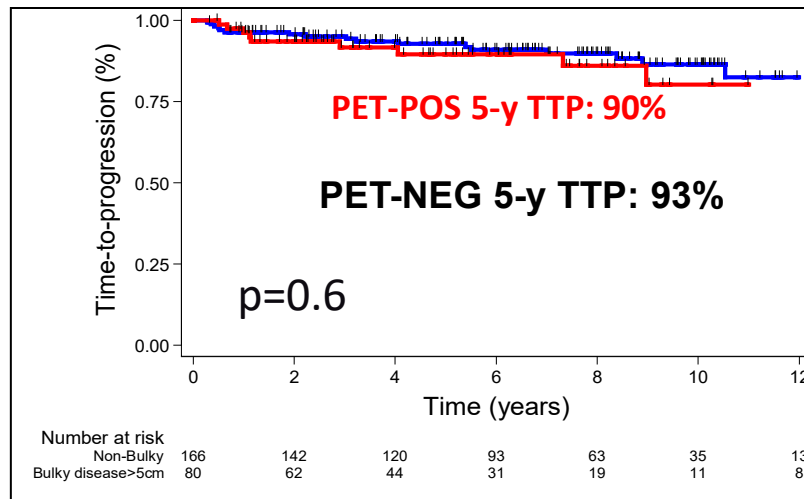 Time-to-progression (%)
1.00
0.75
0.50
0.25
0.00
PET-POS 5-y TTP: 90%
PET-NEG 5-y TTP: 93%
p=0.6
0 2 4 6 8 10 12
Time (years)
Number at risk
Non-Bulky 166 142 120 93 63 35 13
Bulky disease>5cm 80 62 44 31 19 11 8